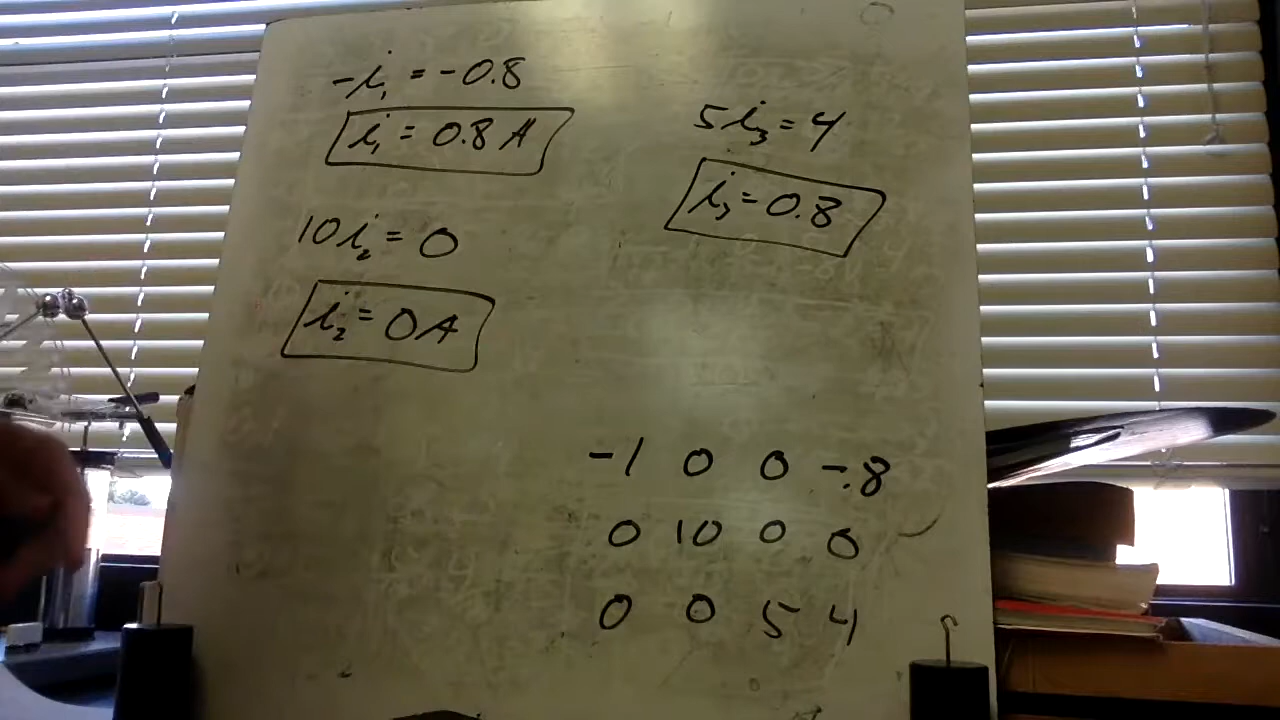 -i₁ = -0.8
i₁ = 0.8 A
10i₂ = 0
i₂ = 0A
5i₃ = 4
i₃ = 0.8
-1 0 0 -.8
0 10 0 0
0 0 5 4